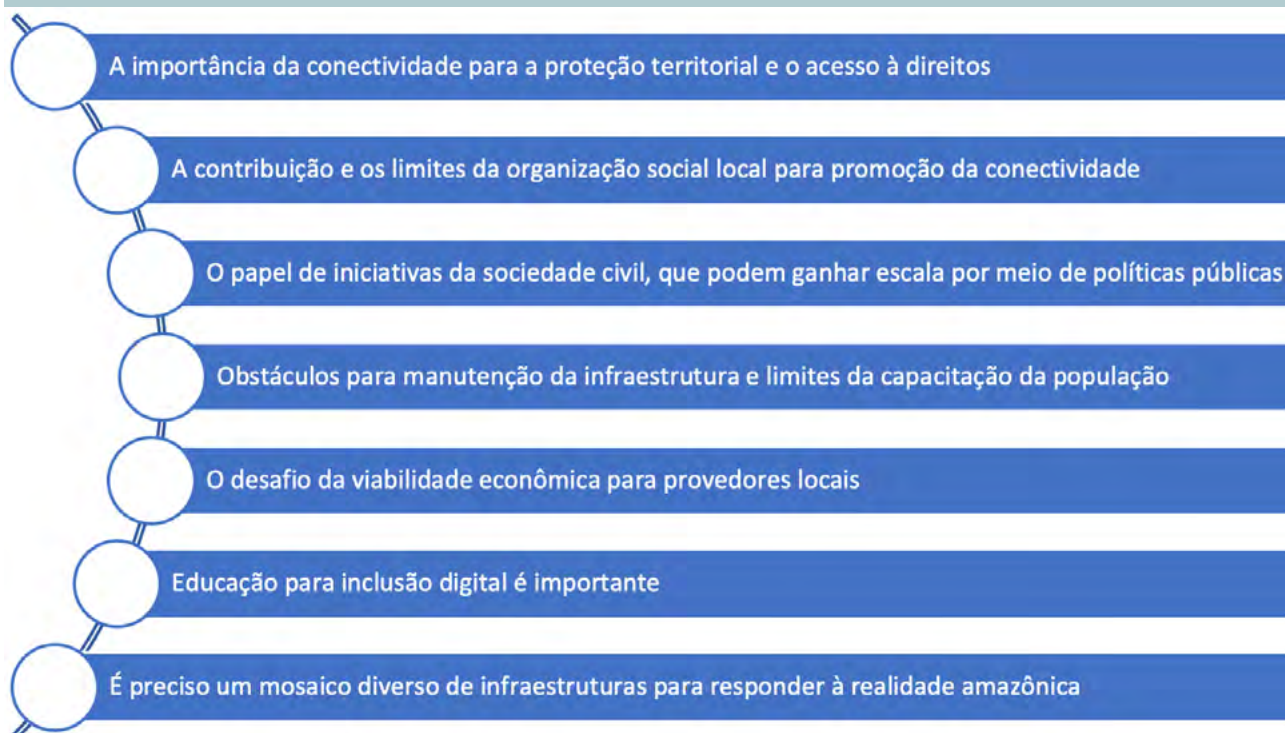 A importância da conectividade para a proteção territorial e o acesso à direitos
A contribuição e os limites da organização social local para promoção da conectividade
O papel de iniciativas da sociedade civil, que podem ganhar escala por meio de políticas públicas
Obstáculos para manutenção da infraestrutura e limites da capacitação da população
O desafio da viabilidade econômica para provedores locais
Educação para inclusão digital é importante
É preciso um mosaico diverso de infraestruturas para responder à realidade amazônica